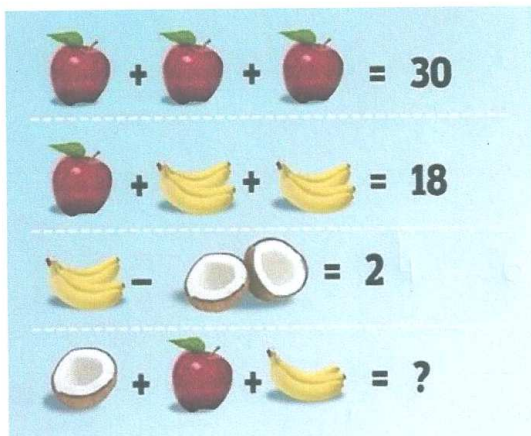 + + = 30
+ + = 18
– = 2
+ + = ?